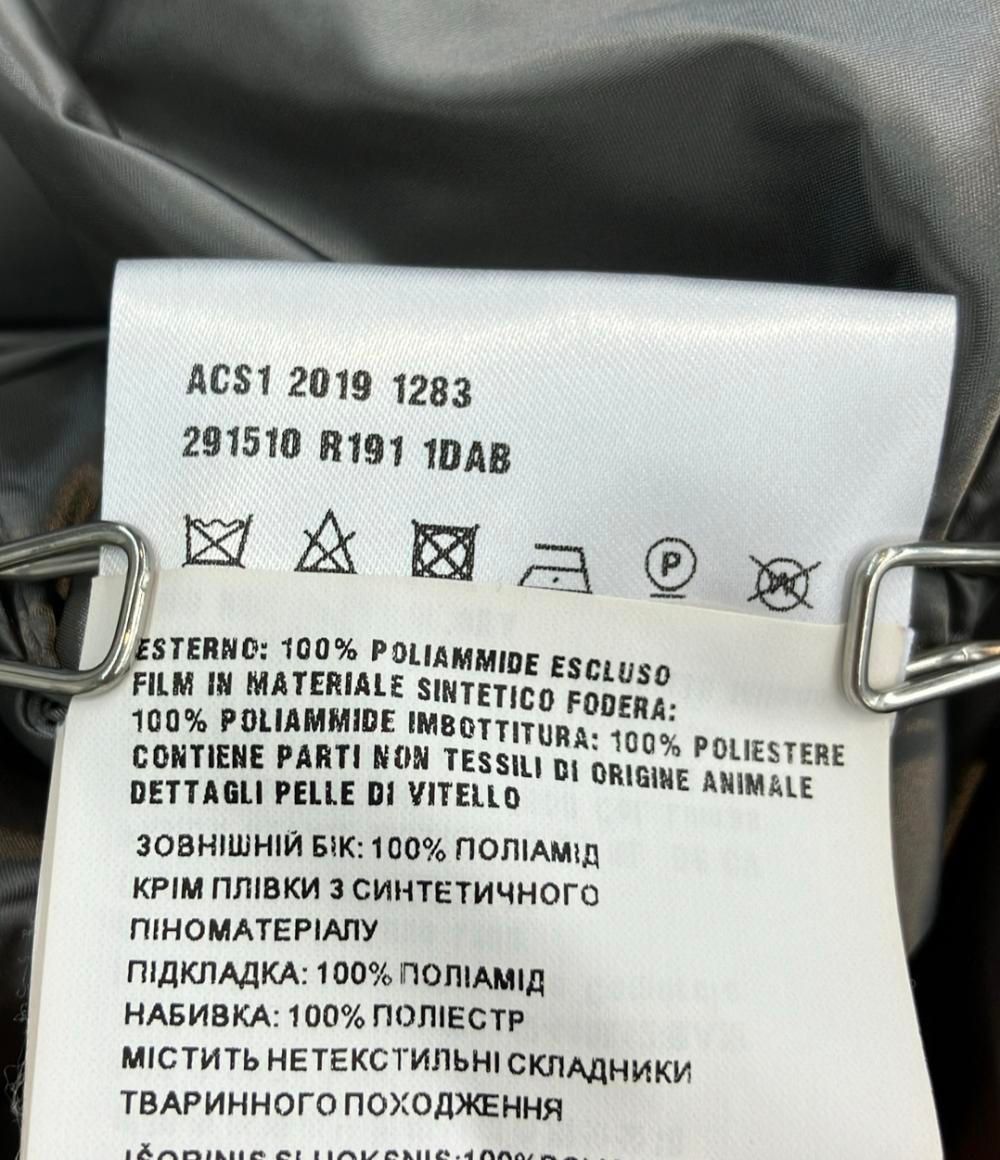 ACS1 2019 1283
291510 R191 1DAB
P
ESTERNO: 100% POLIAMMIDE ESCLUSO
FILM IN MATERIALE SINTETICO FODERA:
100% POLIAMMIDE IMBOTTITURA: 100% POLIESTERE
CONTIENE PARTI NON TESSILI DI ORIGINE ANIMALE
DETTAGLI PELLE DI VITELLO
ЗОВНІШНІЙ БІК: 100% ПОЛІАМІД
КРІМ ПЛІВКИ З СИНТЕТИЧНОГО
ПІНОМАТЕРІАЛУ
ПІДКЛАДКА: 100% ПОЛІАМІД
НАБИВКА: 100% ПОЛІЕСТР
МІСТИТЬ НЕТЕКСТИЛЬНІ СКЛАДНИКИ
ТВАРИННОГО ПОХОДЖЕННЯ